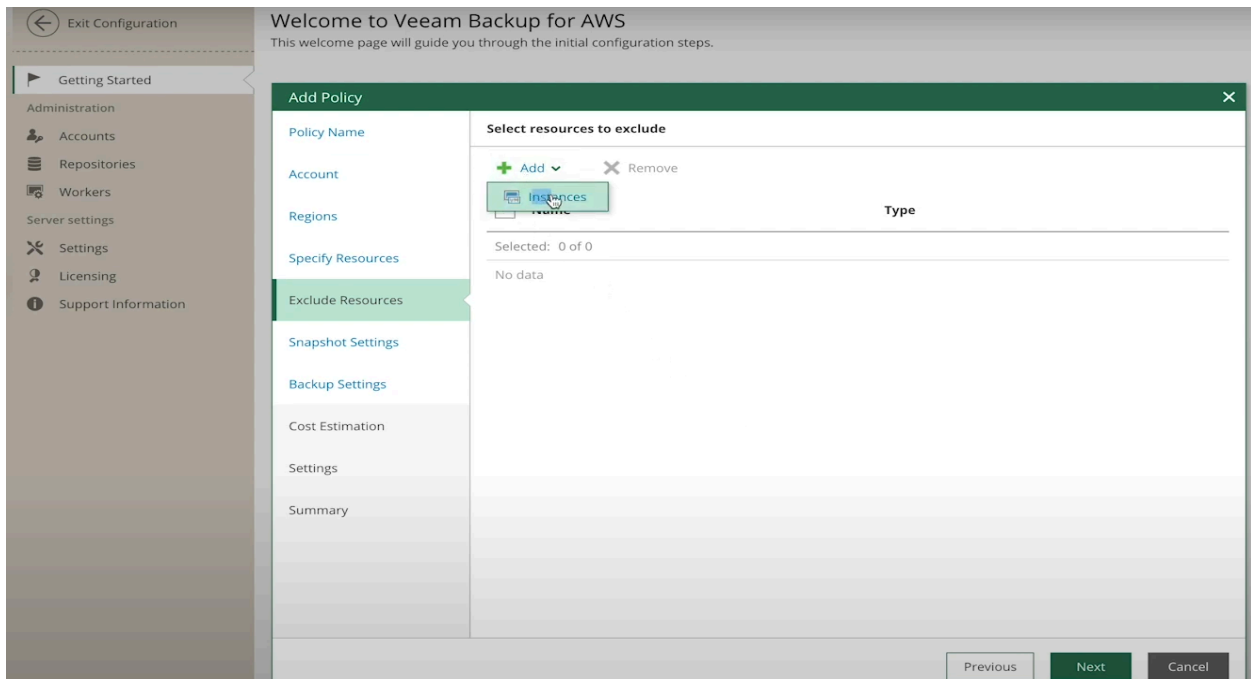 Exit Configuration
Welcome to Veeam Backup for AWS
This welcome page will guide you through the initial configuration steps.
Getting Started
Administration
Accounts
Repositories
Workers
Server settings
Settings
Licensing
Support Information
Add Policy
Policy Name
Account
Regions
Specify Resources
Exclude Resources
Snapshot Settings
Backup Settings
Cost Estimation
Settings
Summary
Select resources to exclude
Add
Remove
Instances
Name
Type
Selected: 0 of 0
No data
Previous
Next
Cancel